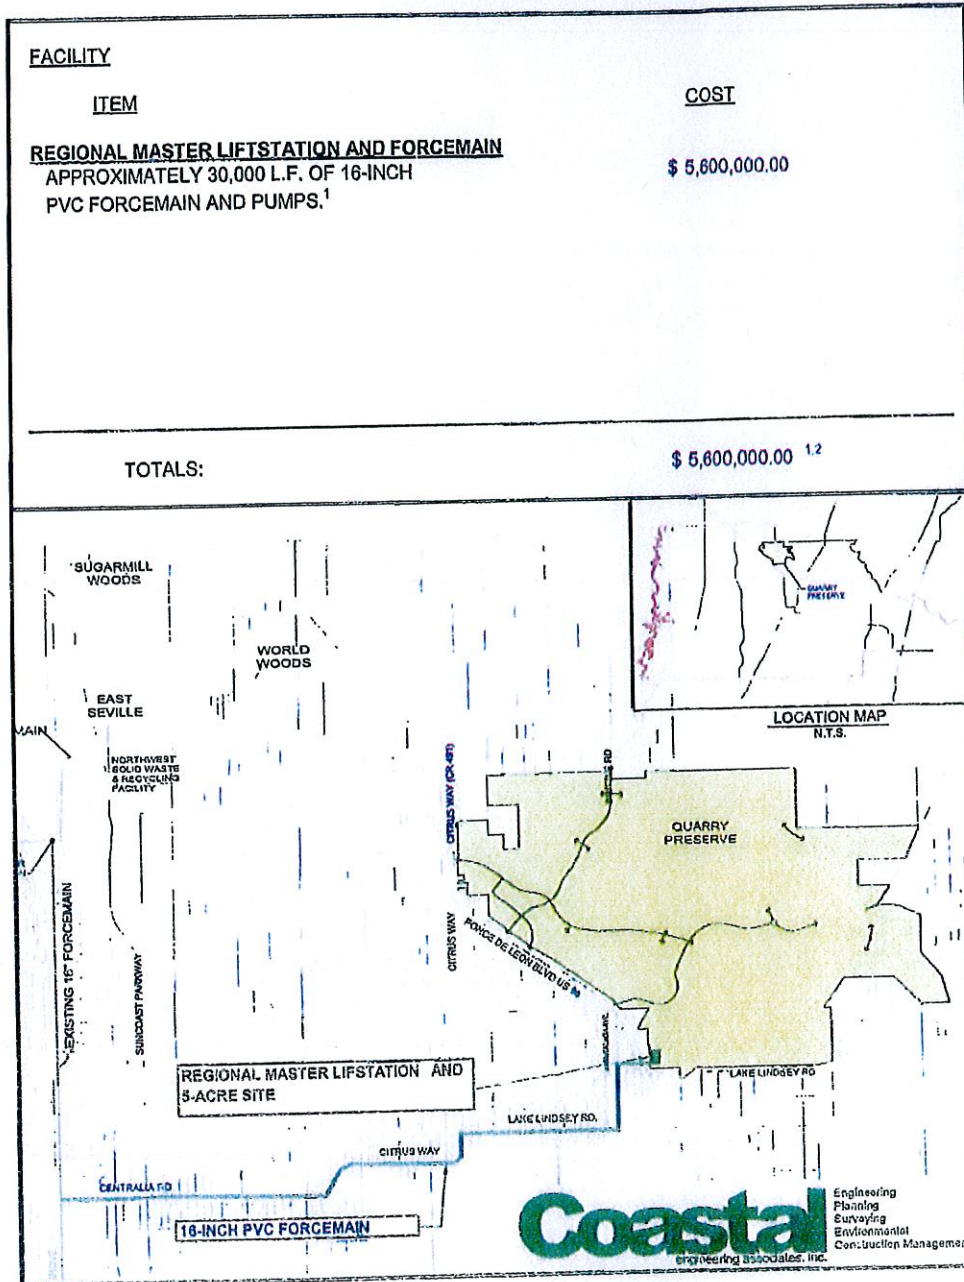 FACILITY
ITEM
COST
REGIONAL MASTER LIFTSTATION AND FORCEMAIN
APPROXIMATELY 30,000 L.F. OF 16-INCH
$ 5,600,000.00
PVC FORCEMAIN AND PUMPS.1
TOTALS:
$ 5,600,000.00 1,2
SUGARMILL
WOODS
WORLD
WOODS
EAST
SEVILLE
MAIN
NORTHWEST
SOLID WASTE
& RECYCLING
FACILITY
QUARRY
PRESERVE
LOCATION MAP
N.T.S.
CITRUS WAY (CR 491)
RD
QUARRY
PRESERVE
EXISTING 16" FORCEMAIN
SUNCOAST PARKWAY
CITRUS WAY
PONCE DE LEON BLVD US
REGIONAL MASTER LIFSTATION AND
5-ACRE SITE
LAKE LINDSEY RD
LAKE LINDSEY RD.
CITRUS WAY
CENTRALIA RD
16-INCH PVC FORCEMAIN
Coastal
engineering associates, inc.
Engineering
Planning
Surveying
Environmental
Construction Managemen